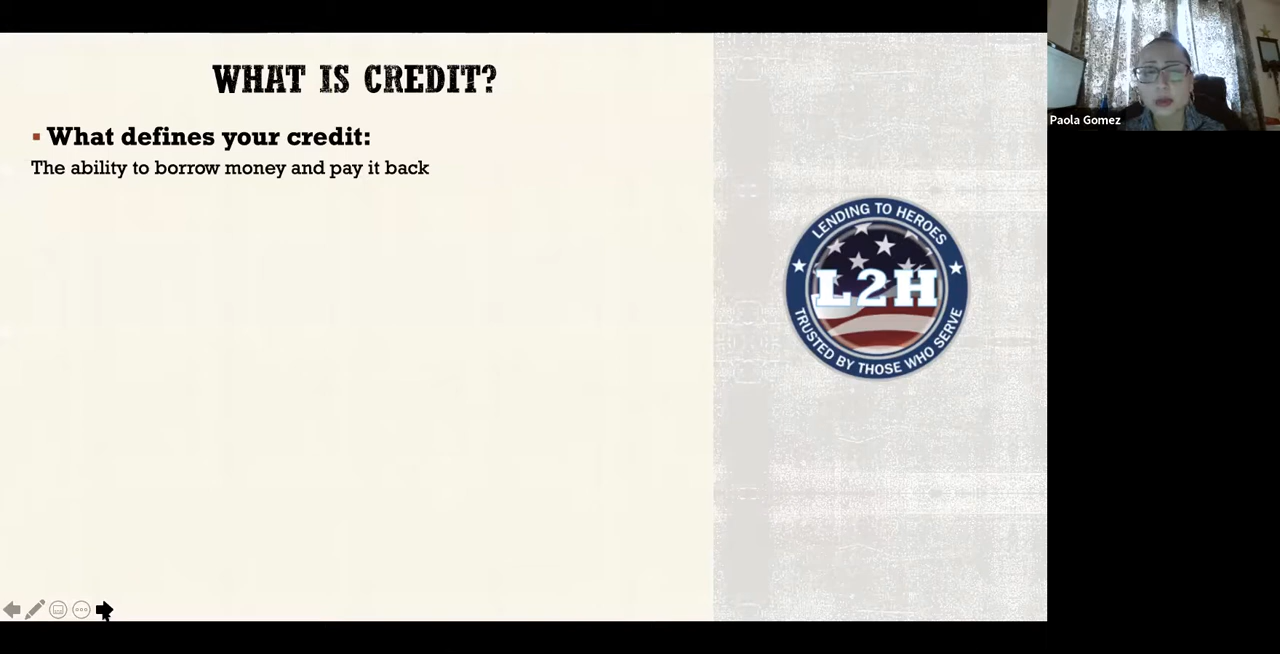 WHAT IS CREDIT?
What defines your credit:
The ability to borrow money and pay it back
LENDING TO HEROES
L2H
TRUSTED BY THOSE WHO SERVE
Paola Gomez